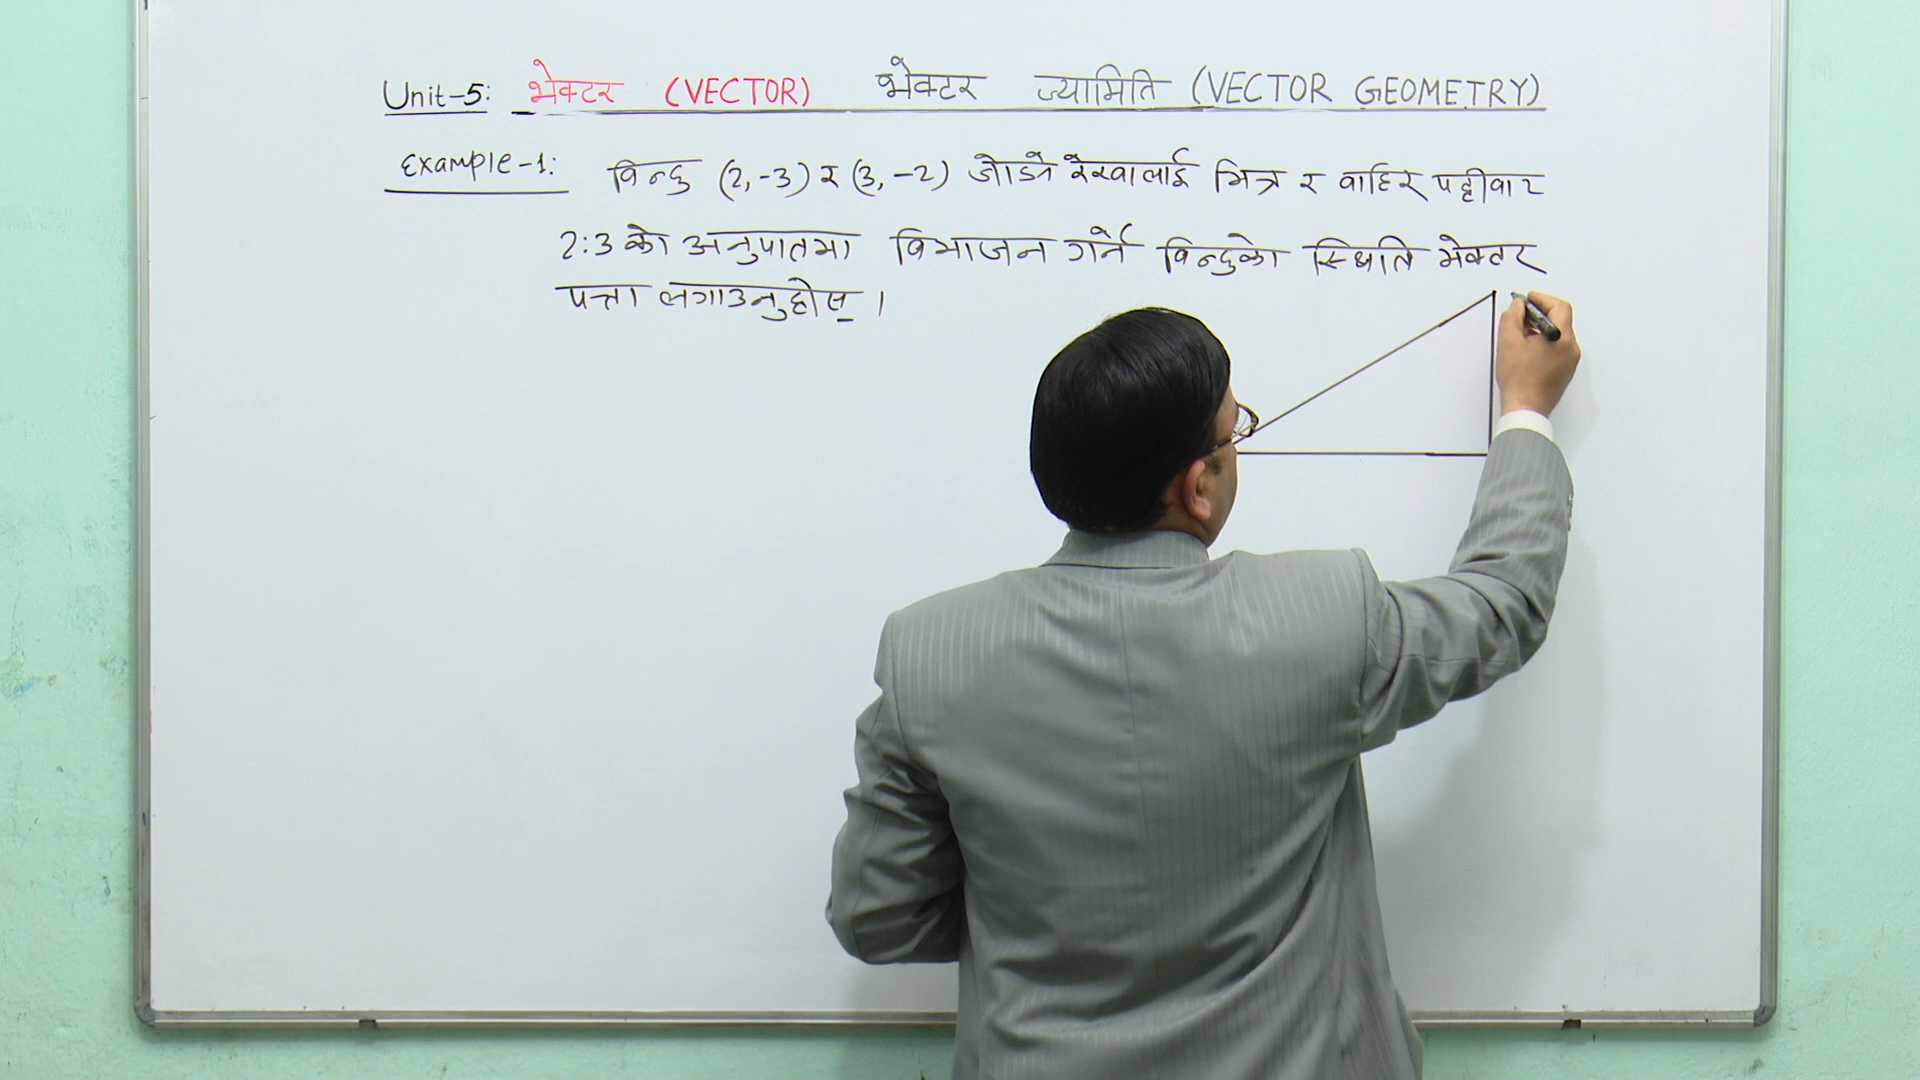 Unit-5: भेक्टर (VECTOR) भेक्टर ज्यामिति (VECTOR GEOMETRY)
Example-1: विन्दु (2,-3) र (3, -2) जोड्ने रेखालाई भित्र र वाहिर पट्टीवाट
2:3 को अनुपातमा विभाजन गर्ने विन्दुको स्थिति भेक्टर
पत्ता लगाउनुहोस् ।